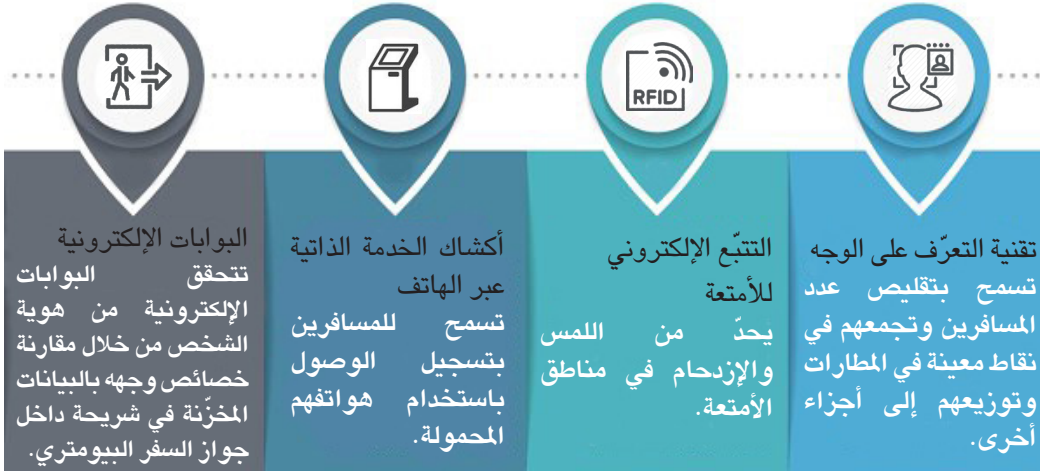 RFID
تقنية التعرّف على الوجه
تسمح بتقليص عدد
المسافرين وتجمعهم في
نقاط معينة في المطارات
وتوزيعهم إلى أجزاء
أخرى.
التتبّع الإلكتروني
للأمتعة
يحدّ من اللمس
والإزدحام في مناطق
الأمتعة.
أكشاك الخدمة الذاتية
عبر الهاتف
تسمح للمسافرين
بتسجيل الوصول
باستخدام هواتفهم
المحمولة.
البوابات الإلكترونية
تتحقق البوابات
الإلكترونية من هوية
الشخص من خلال مقارنة
خصائص وجهه بالبيانات
المخزّنة في شريحة داخل
جواز السفر البيومتري.